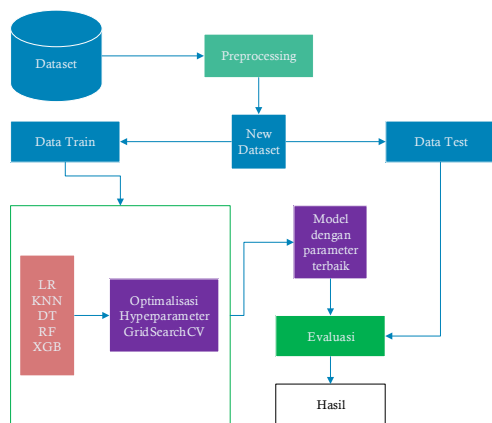 Dataset
Preprocessing
New
Dataset
Data Train
Data Test
LR
KNN
DT
RF
XGB
Optimalisasi
Hyperparameter
GridSearchCV
Model
dengan
parameter
terbaik
Evaluasi
Hasil